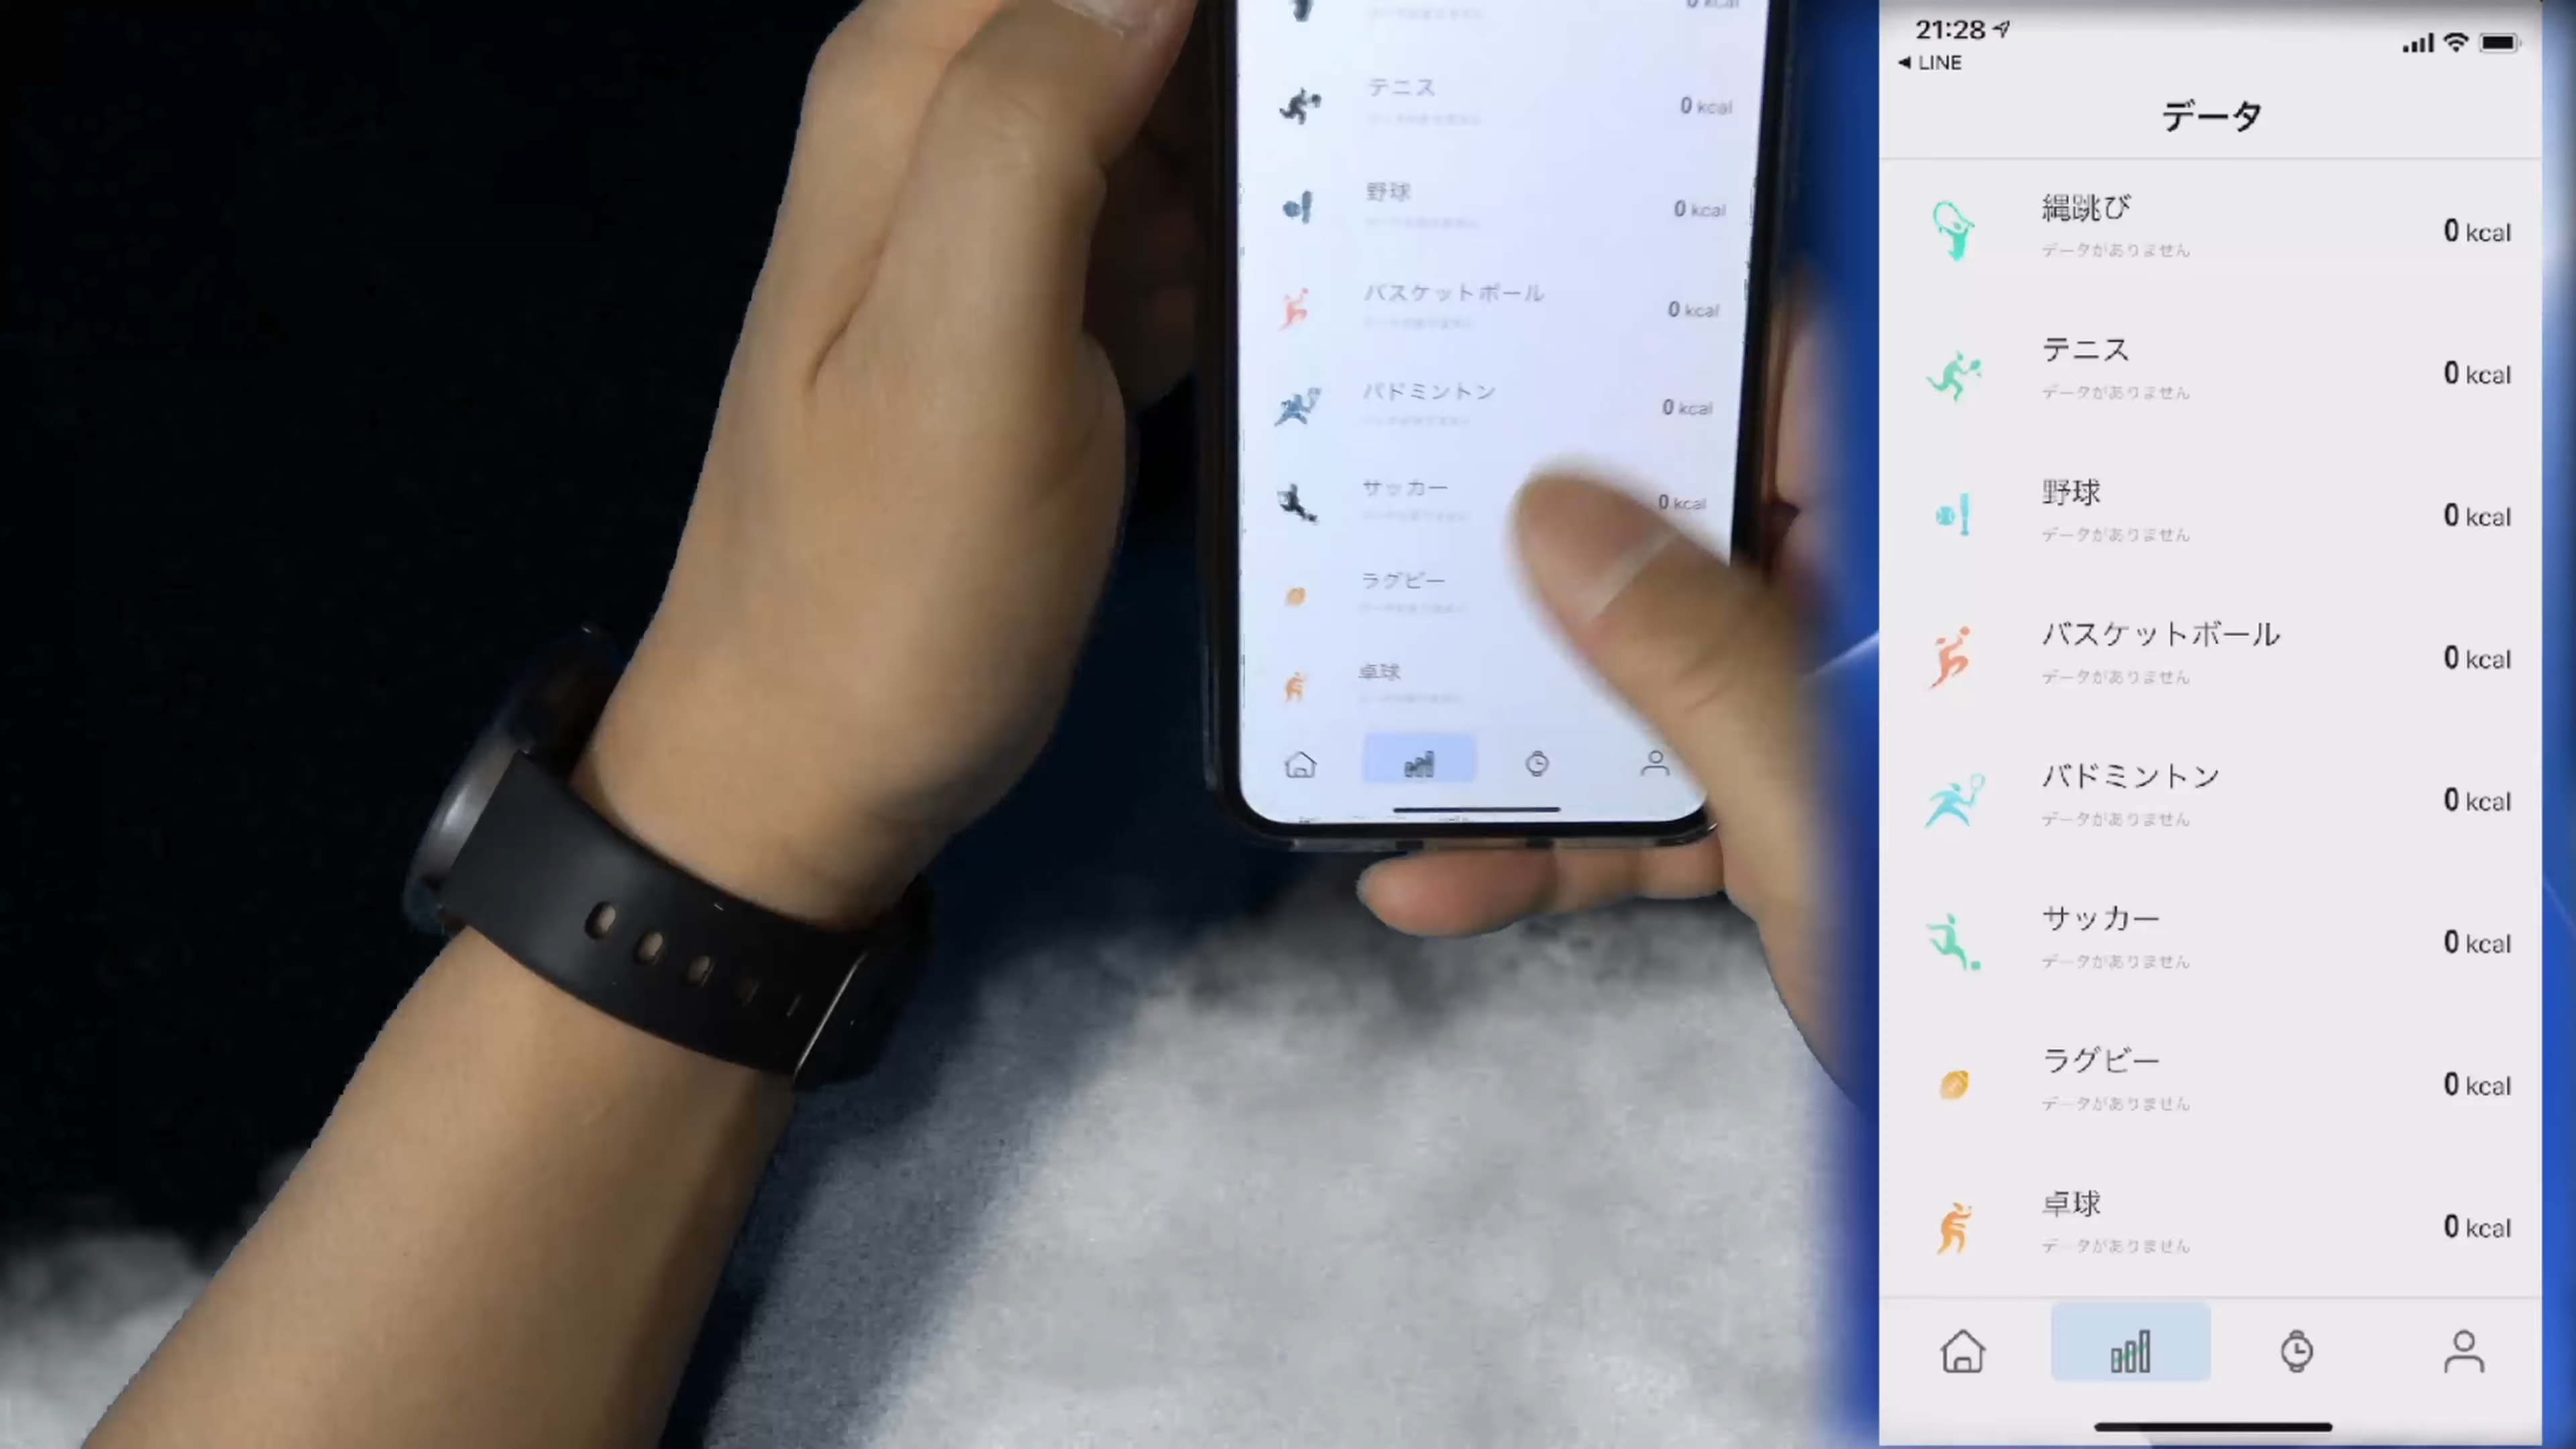 テニス
0 kcal
野球
0 kcal
バスケットボール
0 kcal
バドミントン
0 kcal
サッカー
0 kcal
ラグビー
卓球
21:28
LINE
データ
縄跳び
データがありません
0 kcal
テニス
データがありません
0 kcal
野球
データがありません
0 kcal
バスケットボール
データがありません
0 kcal
バドミントン
データがありません
0 kcal
サッカー
データがありません
0 kcal
ラグビー
データがありません
0 kcal
卓球
データがありません
0 kcal